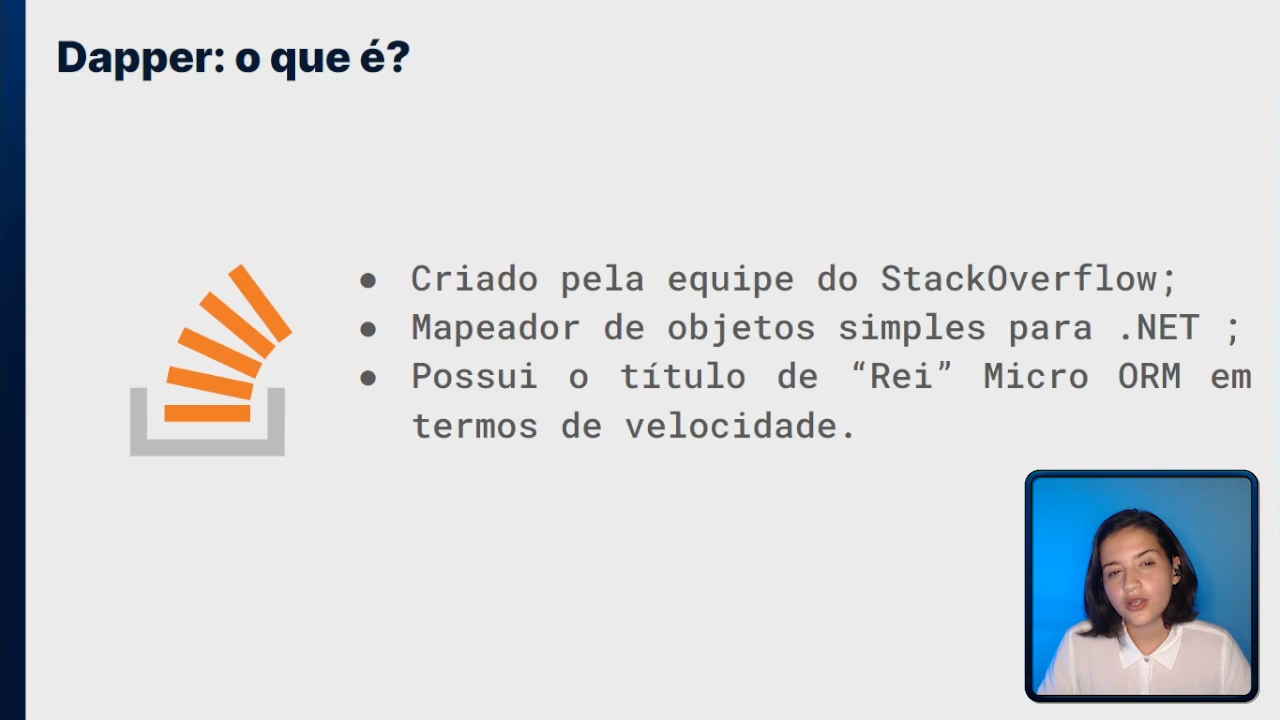 Dapper: o que é?
● Criado pela equipe do StackOverflow;
● Mapeador de objetos simples para .NET ;
● Possui o título de “Rei” Micro ORM em
termos de velocidade.